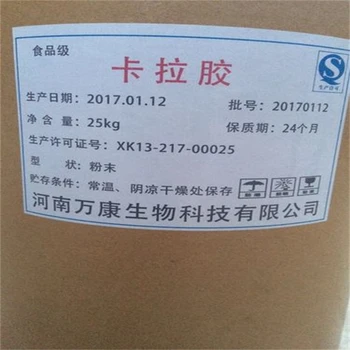 食品级
卡拉胶
生产日期：2017.01.12 批号：20170112
净 含 量：25kg 保质期：24个月
生产许可证号：XK13-217-00025
型 状：粉末
贮存条件：常温、阴凉干燥处保存
河南万康生物科技有限公司